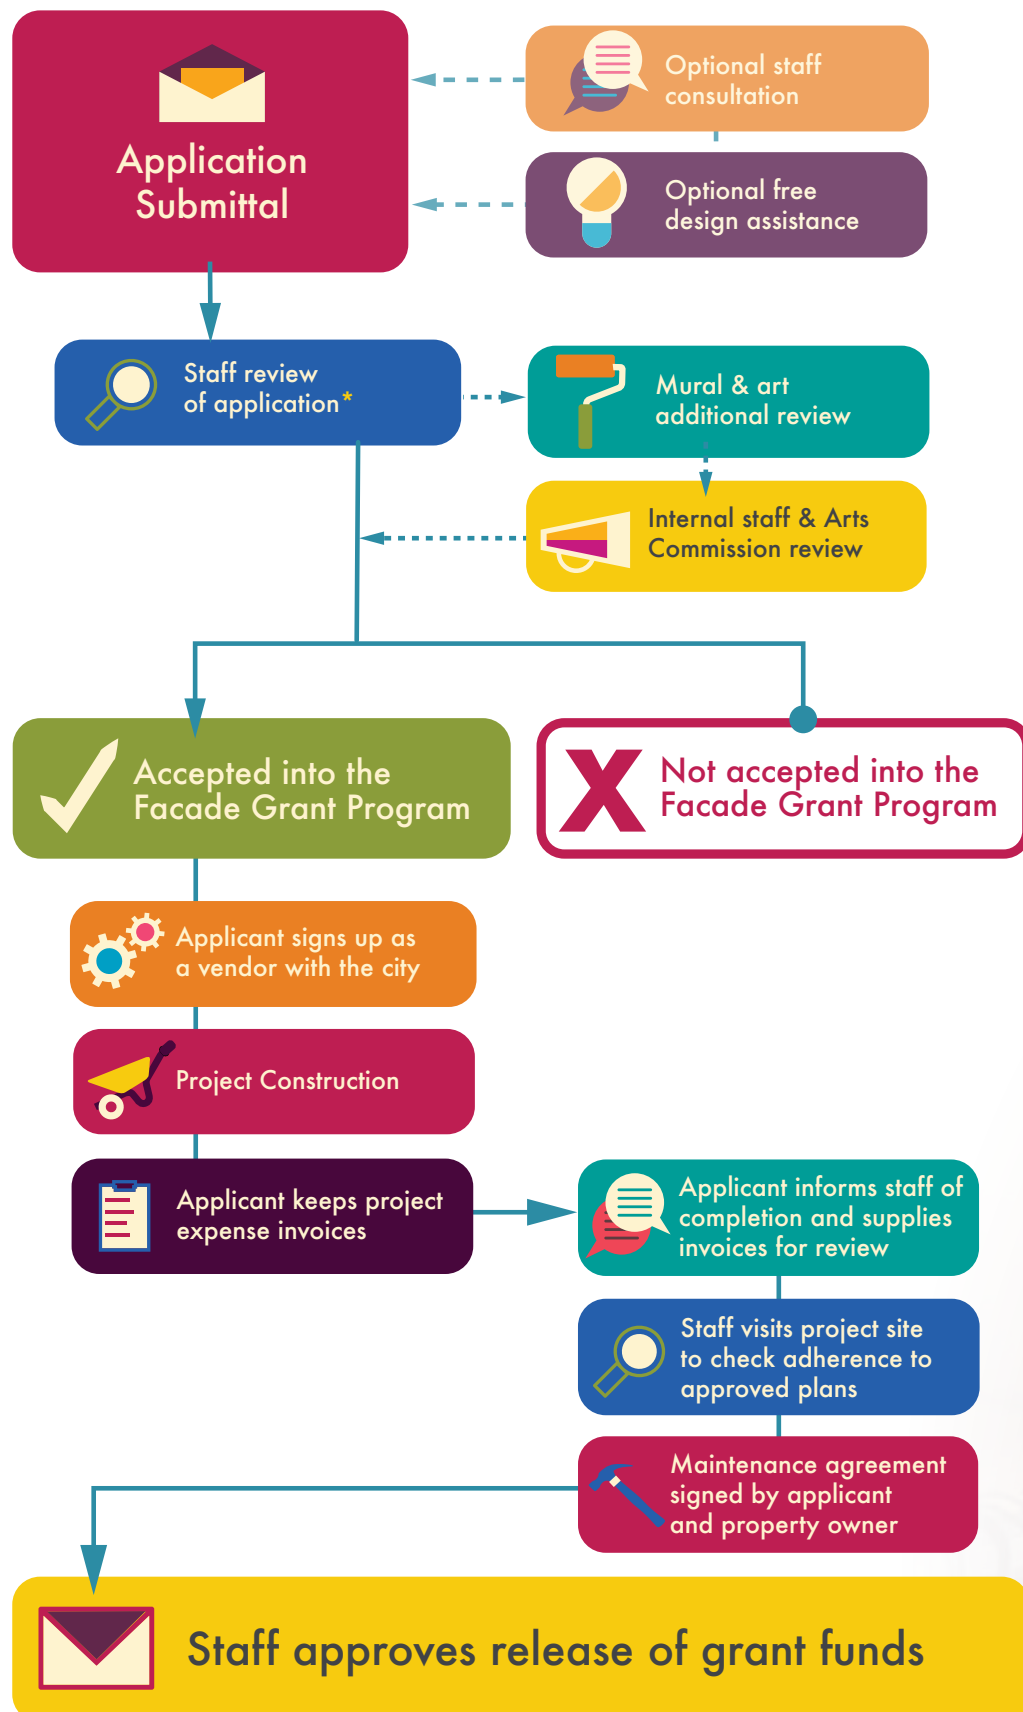 Application
Submittal
Optional staff
consultation
Optional free
design assistance
Staff review
of application*
Mural & art
additional review
Internal staff & Arts
Commission review
Accepted into the
Facade Grant Program
Not accepted into the
Facade Grant Program
Applicant signs up as
a vendor with the city
Project Construction
Applicant keeps project
expense invoices
Applicant informs staff of
completion and supplies
invoices for review
Staff visits project site
to check adherence to
approved plans
Maintenance agreement
signed by applicant
and property owner
Staff approves release of grant funds